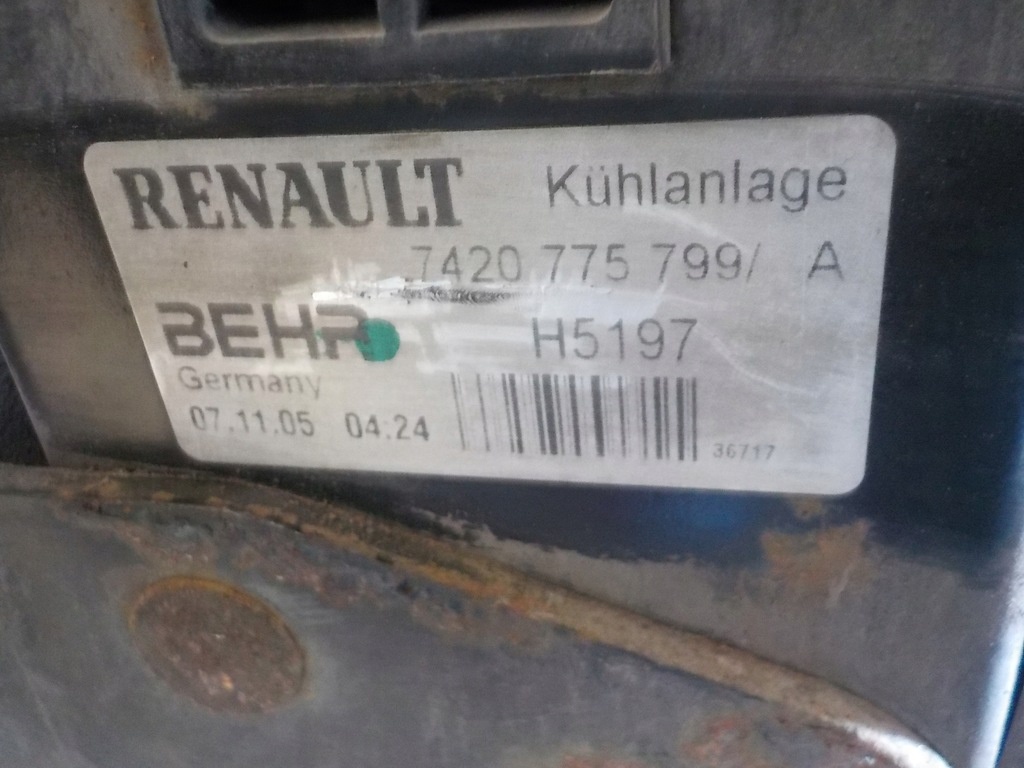 RENAULT Kühlanlage
7420 775 799/ A
BEHR H5197
Germany
07.11.05 04:24
36717